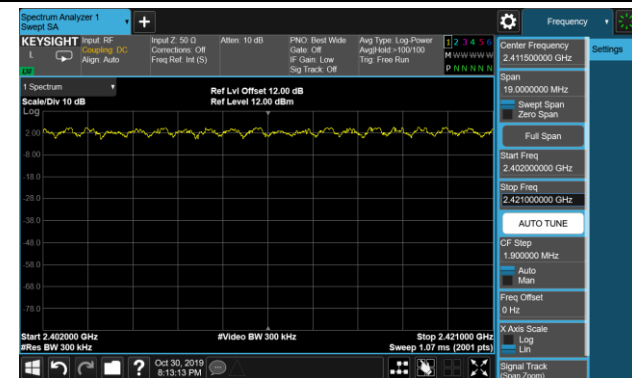 Spectrum Analyzer 1
Swept SA
+
Frequency
KEYSIGHT
L
Input: RF
Coupling: DC
Align: Auto
Input Z: 50 Ω
Corrections: Off
Freq Ref: Int (S)
Atten: 10 dB
PNO: Best Wide
Gate: Off
IF Gain: Low
Sig Track: Off
Avg Type: Log-Power
Avg|Hold >100/100
Trig: Free Run
1 2 3 4 5 6
M W W W W W
P N N N N N
Settings
Center Frequency
2.411500000 GHz
Span
19.0000000 MHz
Swept Span
Zero Span
Full Span
Start Freq
2.402000000 GHz
Stop Freq
2.421000000 GHz
AUTO TUNE
CF Step
1.900000 MHz
Auto
Man
Freq Offset
0 Hz
X Axis Scale
Log
Lin
Signal Track
(Span Zoom)
1 Spectrum
Scale/Div 10 dB
Ref Lvl Offset 12.00 dB
Ref Level 12.00 dBm
Log
2.00
-8.00
-18.0
-28.0
-38.0
-48.0
-58.0
-68.0
-78.0
Start 2.402000 GHz
#Res BW 300 kHz
#Video BW 300 kHz
Stop 2.421000 GHz
Sweep 1.07 ms (2001 pts)
?
Oct 30, 2019
8:13:13 PM